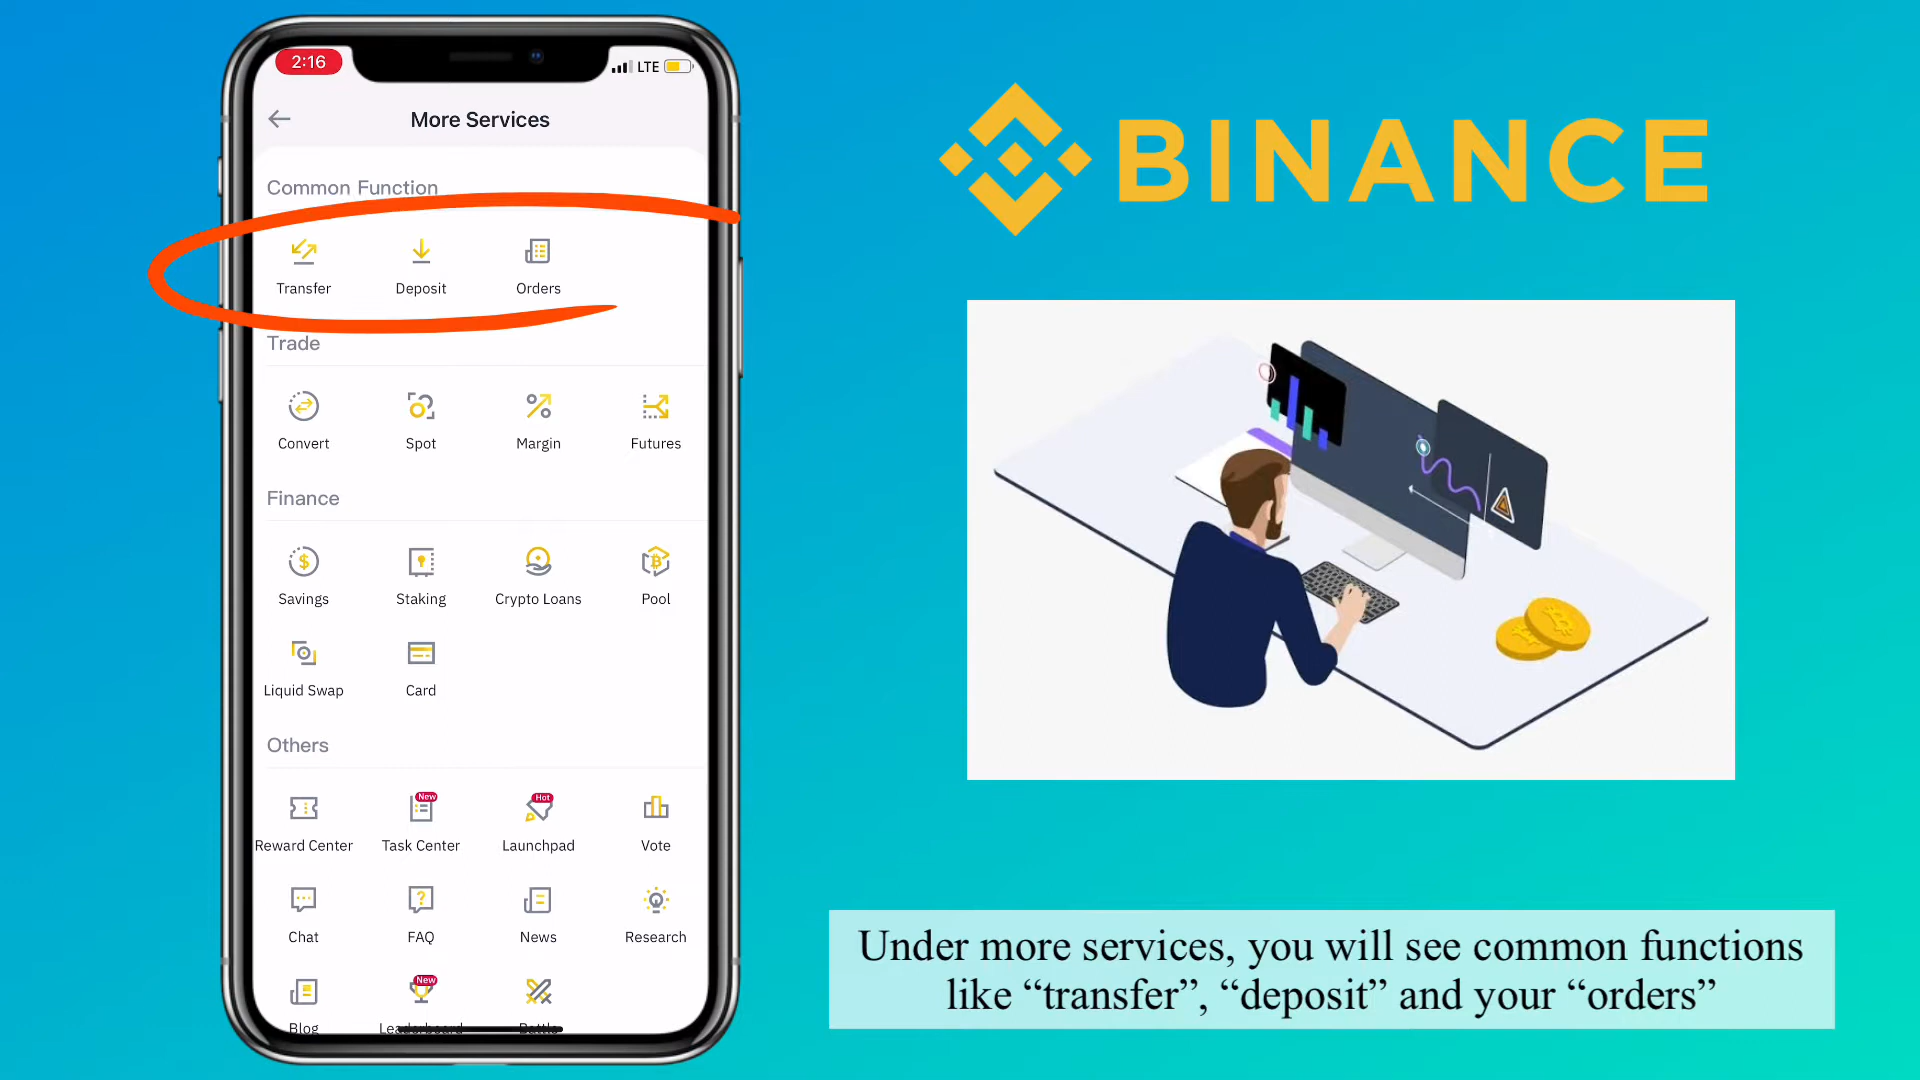 2:16
LTE
More Services
Common Function
Transfer Deposit Orders
Trade
Convert Spot Margin Futures
Finance
Savings Staking Crypto Loans Pool
Liquid Swap Card
Others
New Hot
Reward Center Task Center Launchpad Vote
Chat FAQ News Research
New
Blog Leaderboard Battle
BINANCE
Under more services, you will see common functions
like “transfer”, “deposit” and your “orders”